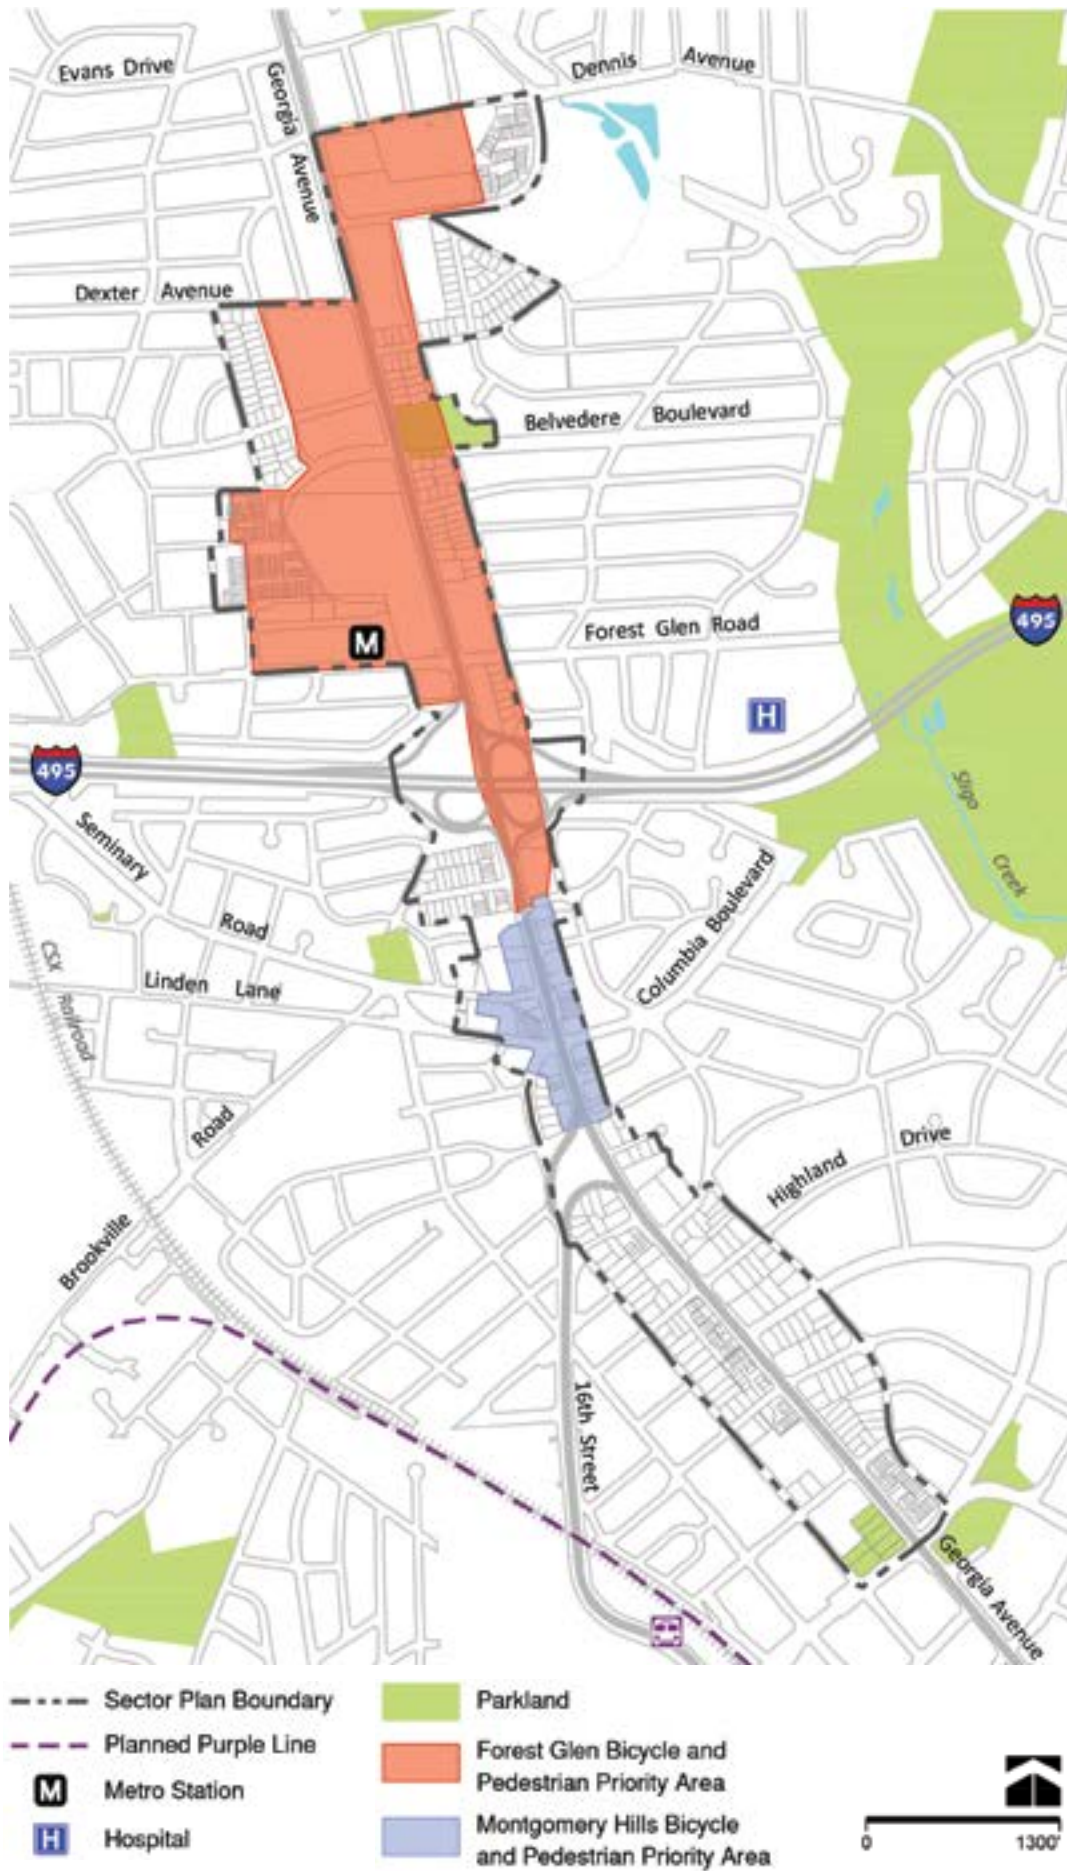 Evans Drive
Georgia Avenue
Dennis Avenue
Dexter Avenue
Belvedere Boulevard
Forest Glen Road
495
M
H
495
Seminary Road
Sligo Creek
Columbia Boulevard
CSX Railroad
Linden Lane
Brookville Road
Highland Drive
16th Street
Georgia Avenue
Sector Plan Boundary
Planned Purple Line
M Metro Station
H Hospital
Parkland
Forest Glen Bicycle and
Pedestrian Priority Area
Montgomery Hills Bicycle
and Pedestrian Priority Area
0 1300'